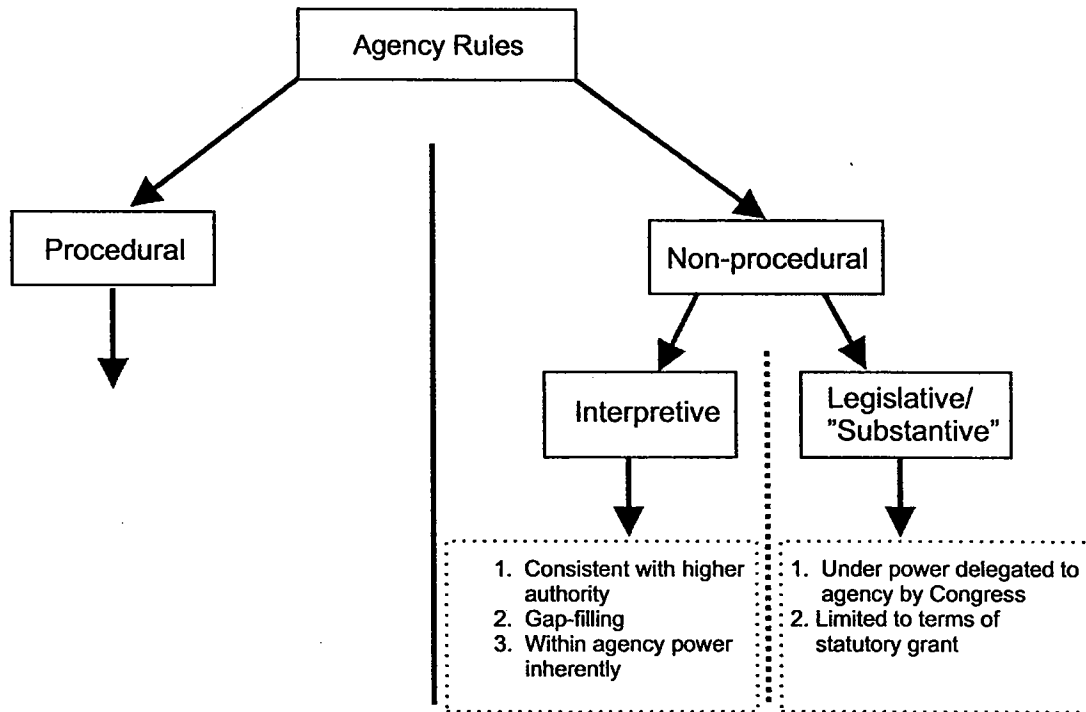 Agency Rules
Procedural
Non-procedural
Interpretive
Legislative/
"Substantive"
1. Consistent with higher
authority
2. Gap-filling
3. Within agency power
inherently
1. Under power delegated to
agency by Congress
2. Limited to terms of
statutory grant